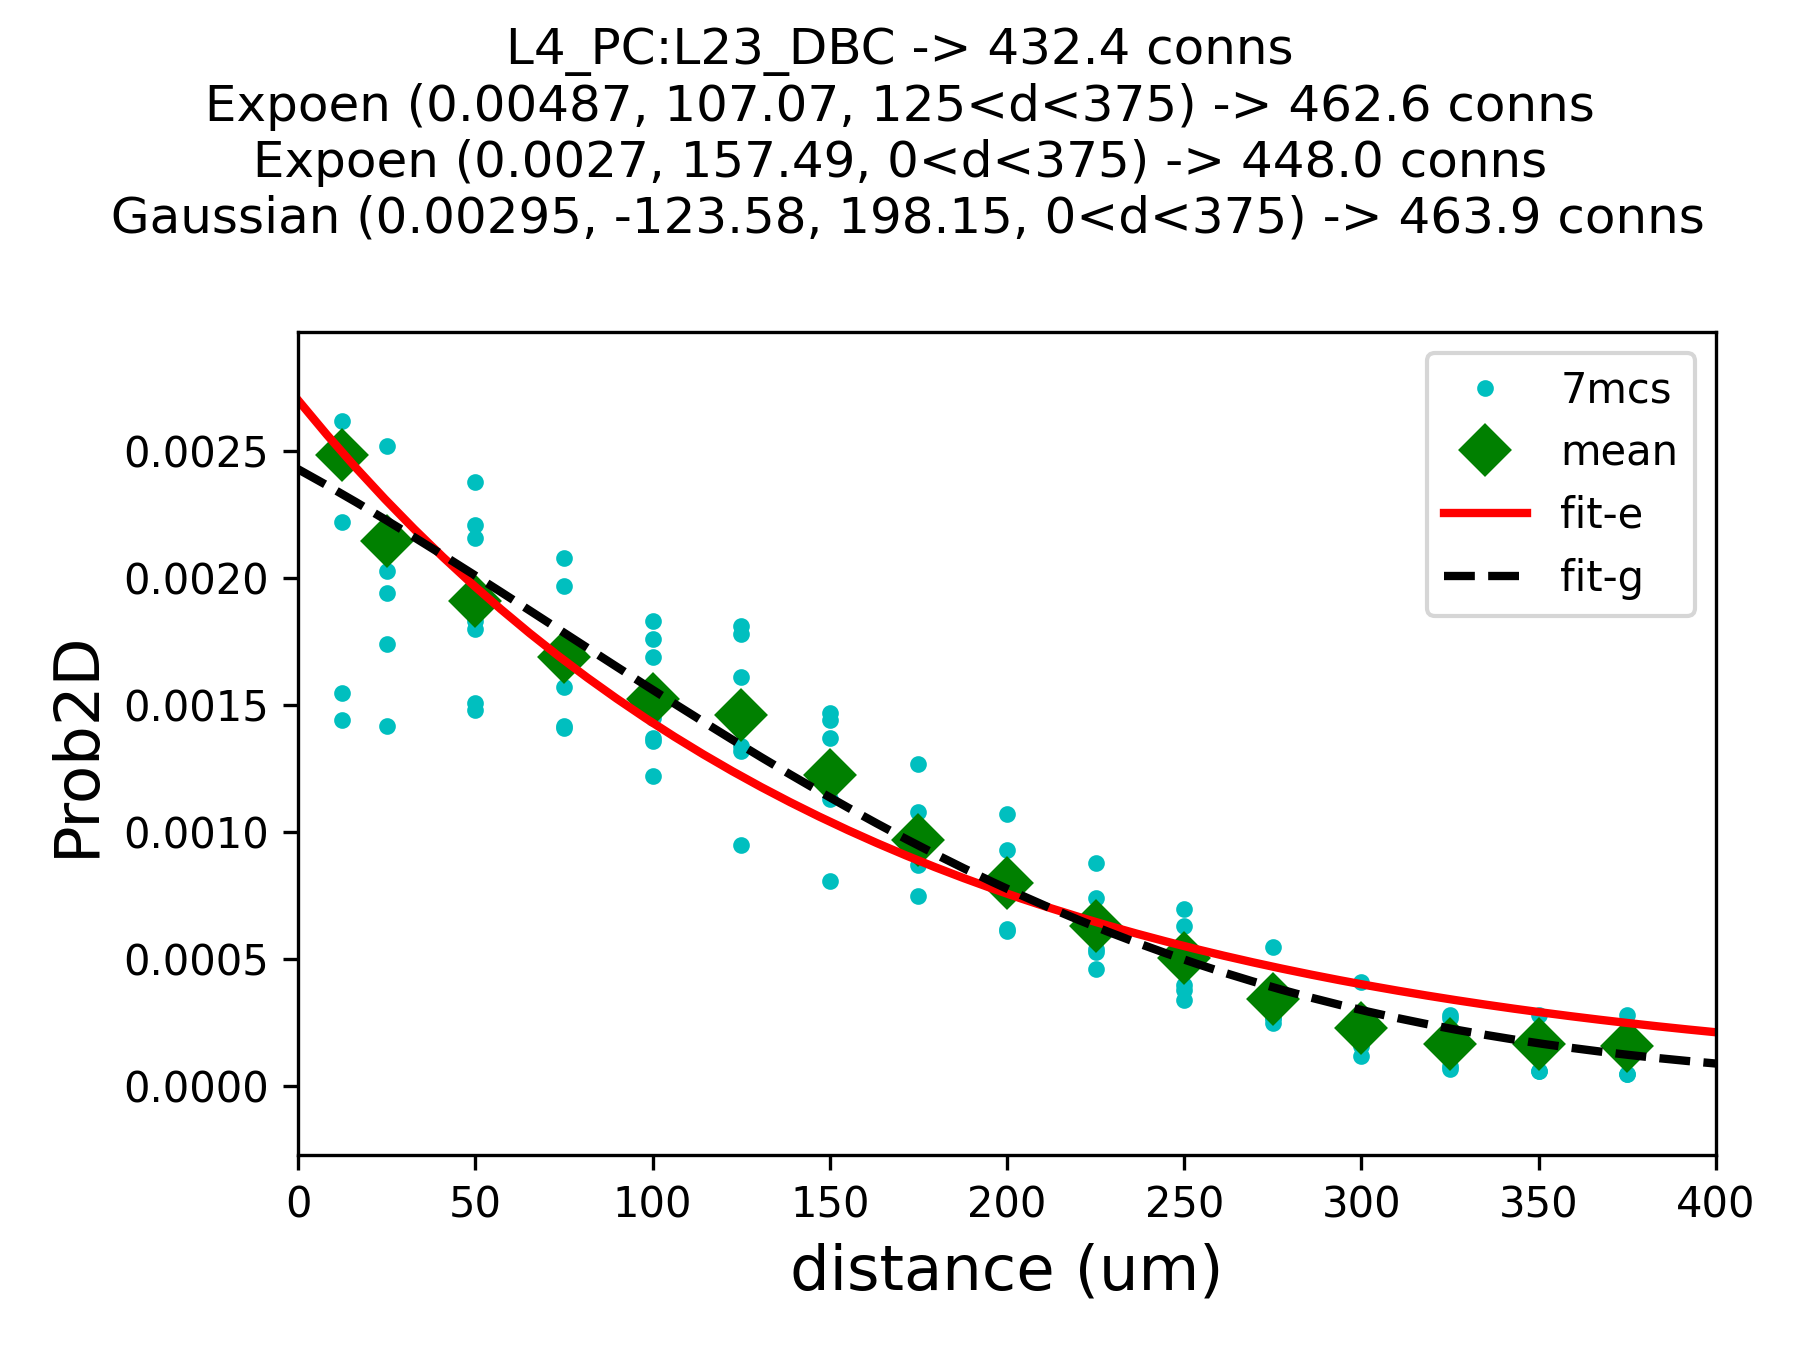 L4_PC:L23_DBC -> 432.4 conns
Expoen (0.00487, 107.07, 125<d<375) -> 462.6 conns
Expoen (0.0027, 157.49, 0<d<375) -> 448.0 conns
Gaussian (0.00295, -123.58, 198.15, 0<d<375) -> 463.9 conns
7mcs
mean
fit-e
fit-g
Prob2D
0.0025
0.0020
0.0015
0.0010
0.0005
0.0000
0 50 100 150 200 250 300 350 400
distance (um)